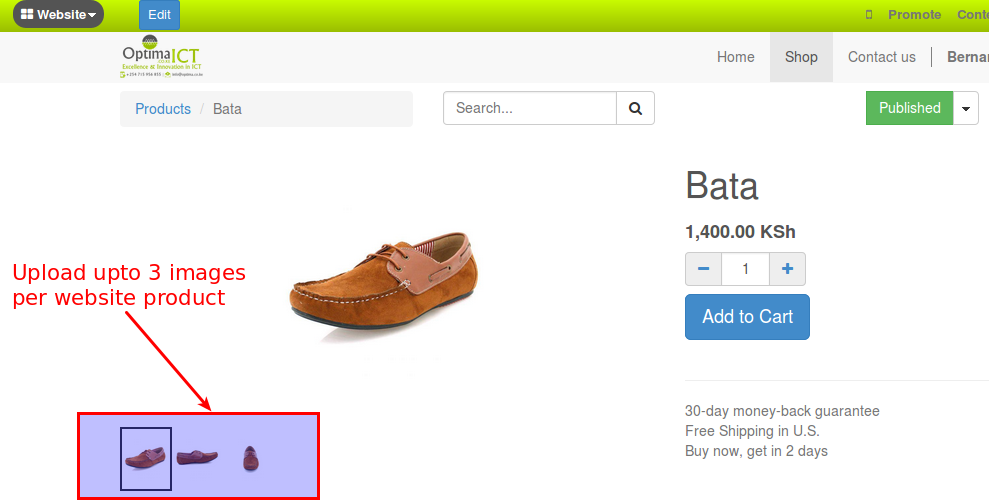 Website
Edit
Promote
Conte
Optima ICT
Excellence & Innovation in ICT
Home
Shop
Contact us
Bernar
Products / Bata
Search...
Published
Bata
1,400.00 KSh
1
Add to Cart
Upload upto 3 images
per website product
30-day money-back guarantee
Free Shipping in U.S.
Buy now, get in 2 days